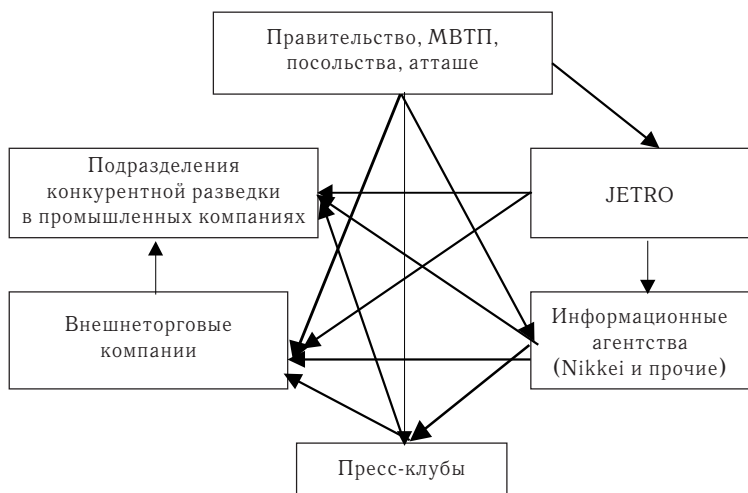 Правительство, МВТП,
посольства, атташе
Подразделения
конкурентной разведки
в промышленных компаниях
JETRO
Внешнеторговые
компании
Информационные
агентства
(Nikkei и прочие)
Пресс-клубы